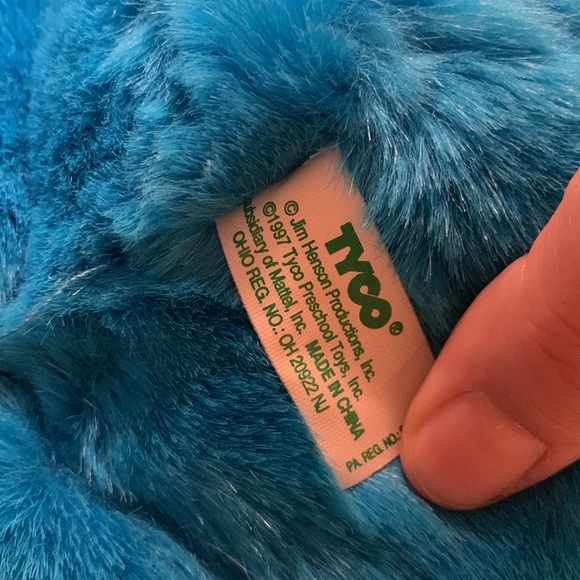 TYCO®
© Jim Henson Productions, Inc.
©1997 Tyco Preschool Toys, Inc.
subsidiary of Mattel, Inc. MADE IN CHINA
OHIO REG. NO.: OH 20922 NJ
PA. REG. NO.: